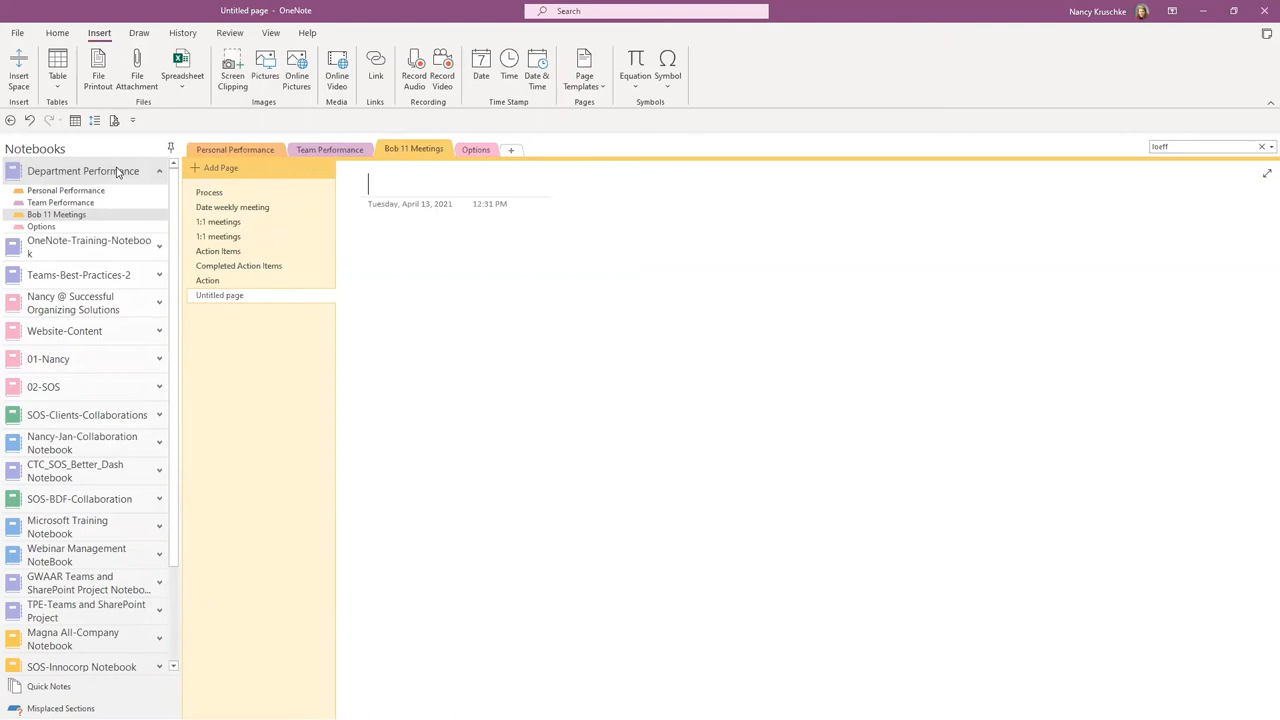 Untitled page - OneNote
Search
Nancy Kruschke
File Home Insert Draw History Review View Help
Insert Space
Table
File Printout
File Attachment
Spreadsheet
Screen Clipping
Pictures
Online Pictures
Online Video
Link
Record Audio
Record Video
Date
Time
Date & Time
Page Templates
Equation
Symbol
Insert Tables Files Images Media Links Recording Time Stamp Pages Symbols
Notebooks
Personal Performance Team Performance Bob 11 Meetings Options +
loeff
Department Performance
Personal Performance
Team Performance
Bob 11 Meetings
Options
OneNote-Training-Noteboo
k
Teams-Best-Practices-2
Nancy @ Successful
Organizing Solutions
Website-Content
01-Nancy
02-SOS
SOS-Clients-Collaborations
Nancy-Jan-Collaboration
Notebook
CTC_SOS_Better_Dash
Notebook
SOS-BDF-Collaboration
Microsoft Training
Notebook
Webinar Management
NoteBook
GWAAR Teams and
SharePoint Project Notebo...
TPE-Teams and SharePoint
Project
Magna All-Company
Notebook
SOS-Innocorp Notebook
Quick Notes
Misplaced Sections
+ Add Page
Process
Date weekly meeting
1:1 meetings
1:1 meetings
Action Items
Completed Action Items
Action
Untitled page
Tuesday, April 13, 2021 12:31 PM